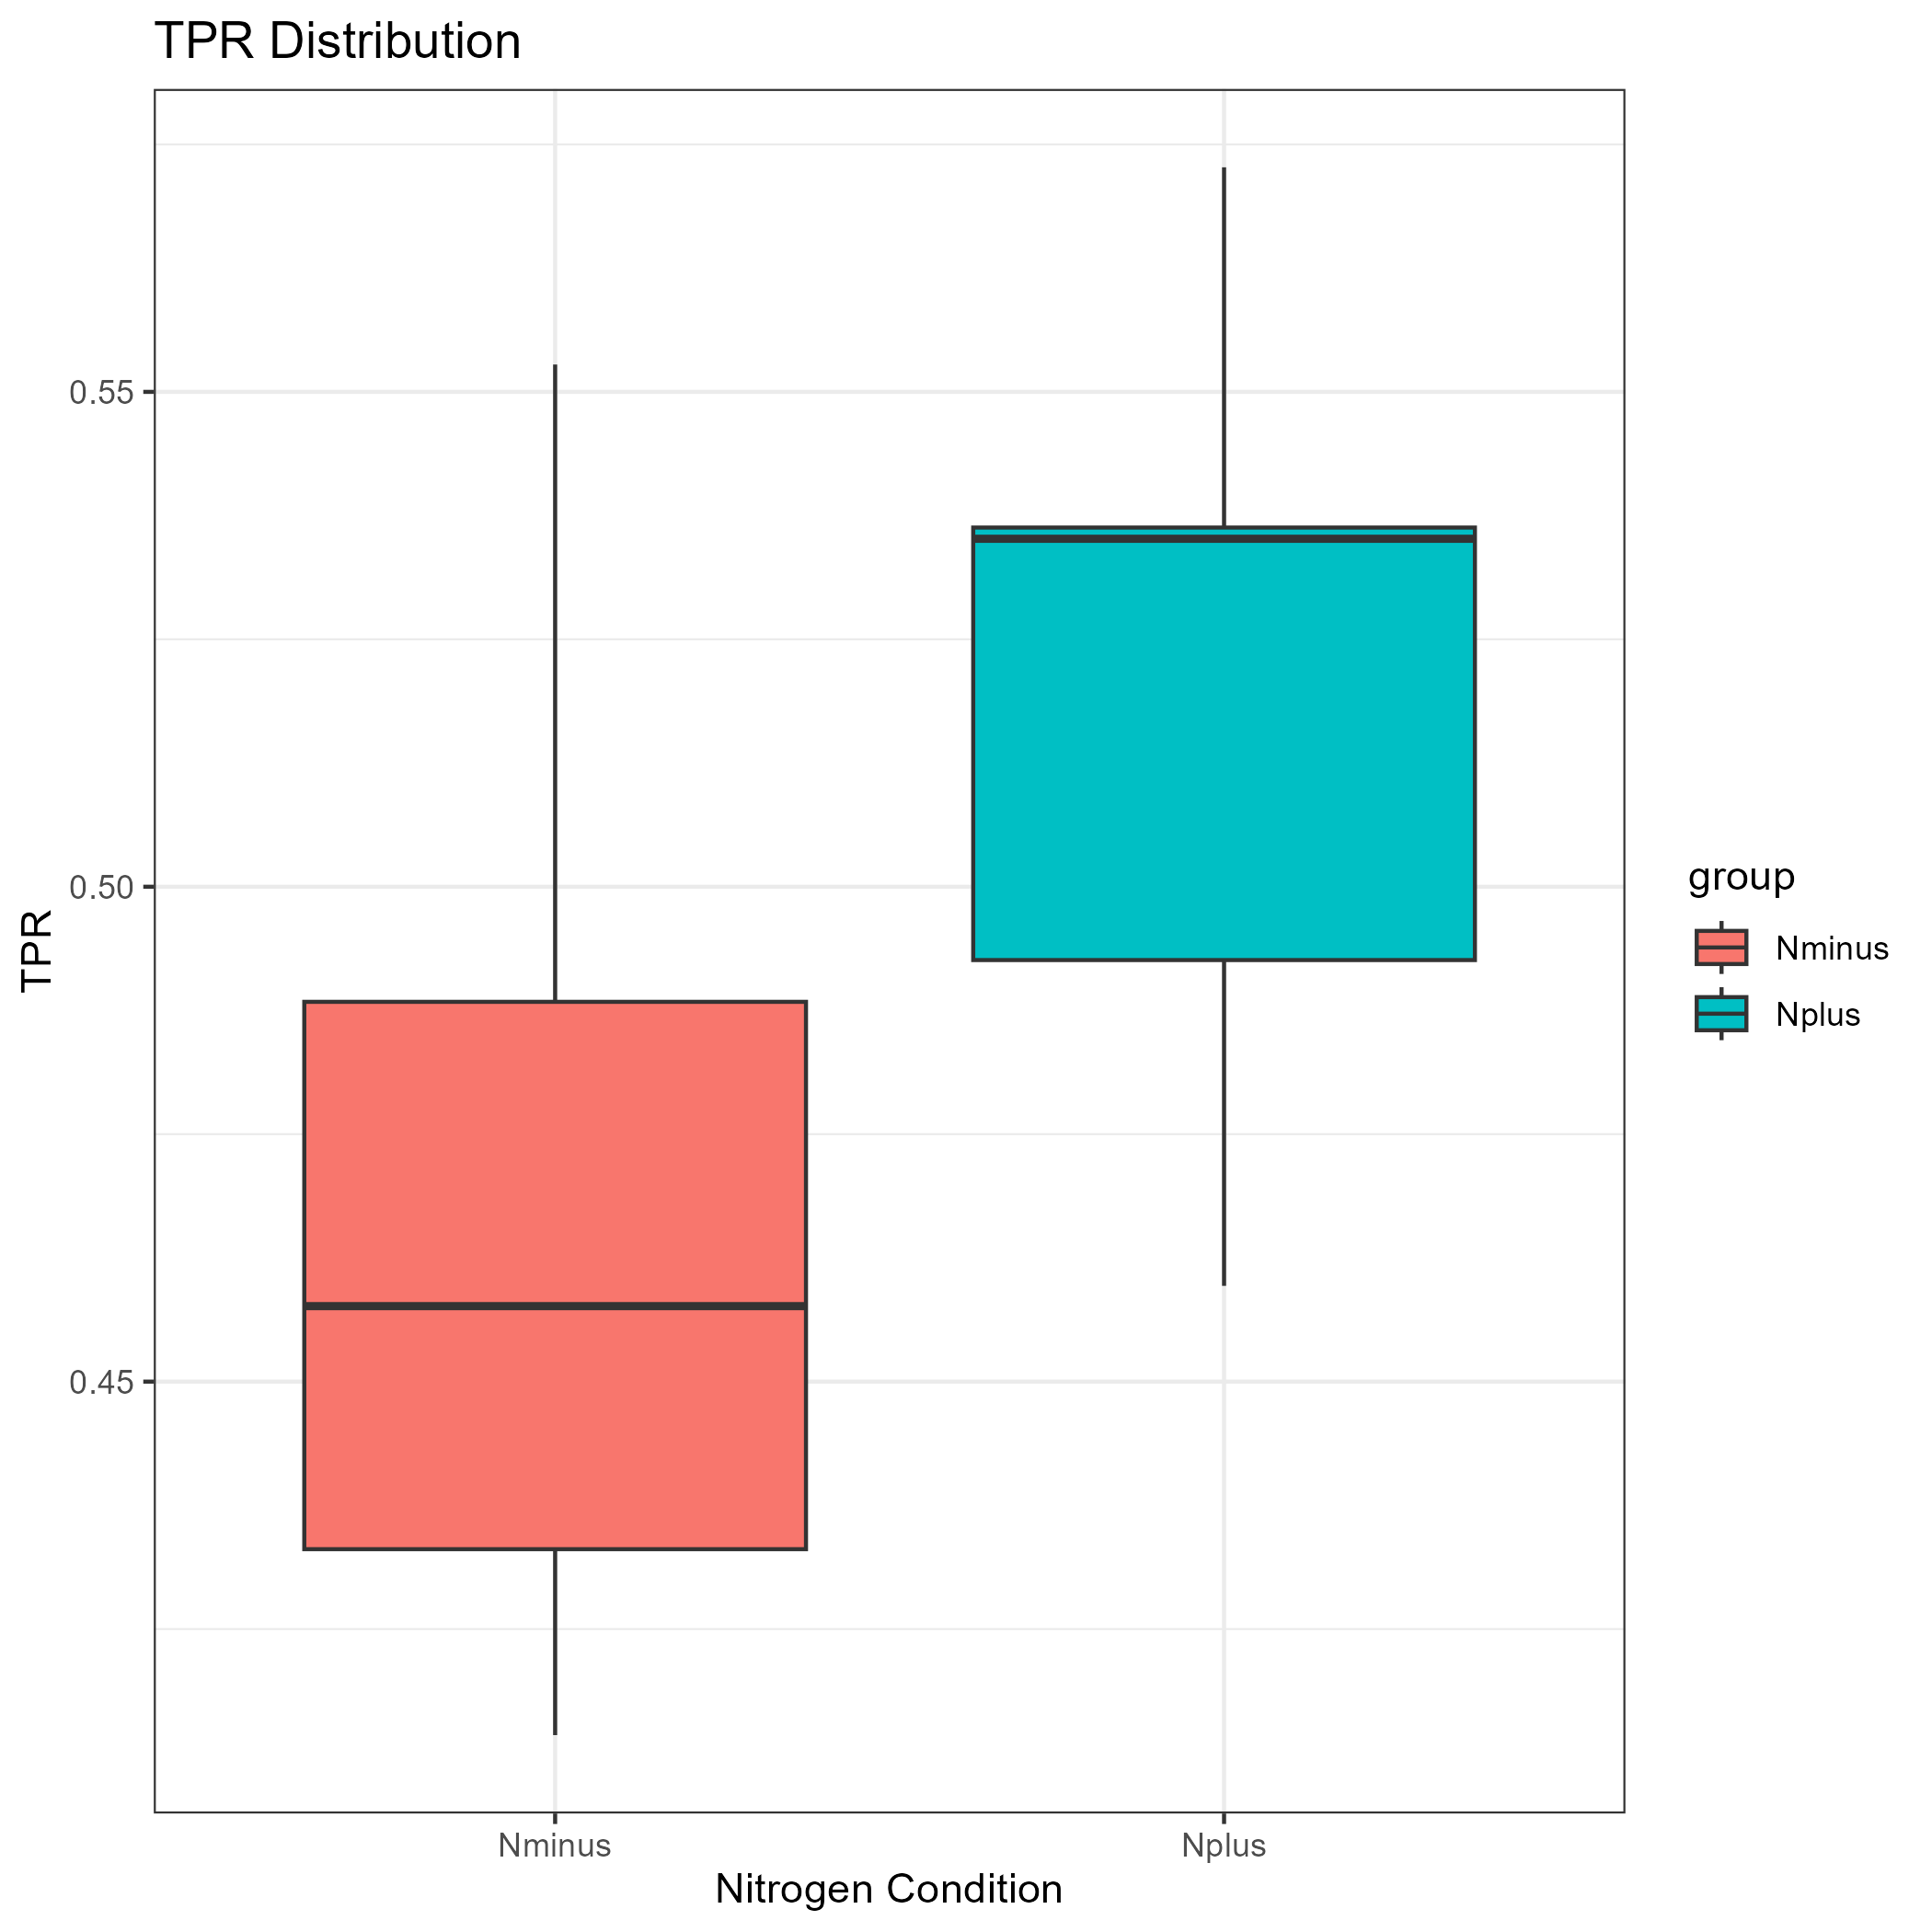 TPR Distribution
TPR
0.55
0.50
0.45
Nminus
Nplus
Nitrogen Condition
group
Nminus
Nplus